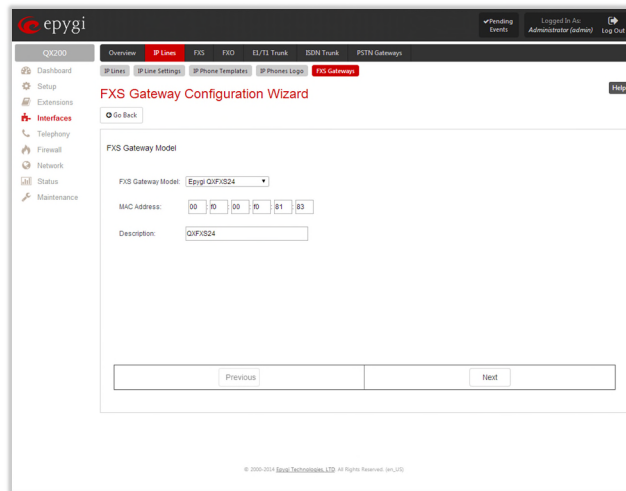 epygi
Pending Events
Logged In As: Administrator (admin)
Log Out
QX200
Overview IP Lines FXS FXO E1/T1 Trunk ISDN Trunk PSTN Gateways
Dashboard
Setup
Extensions
Interfaces
Telephony
Firewall
Network
Status
Maintenance
IP Lines IP Line Settings IP Phone Templates IP Phones Logo FXS Gateways
FXS Gateway Configuration Wizard
Help
Go Back
FXS Gateway Model
FXS Gateway Model: Epygi QXFXS24
MAC Address: 00 : f0 : 00 : f0 : 81 : 83
Description: QXFXS24
Previous Next
© 2000-2014 Epygi Technologies, LTD. All Rights Reserved. (en_US)